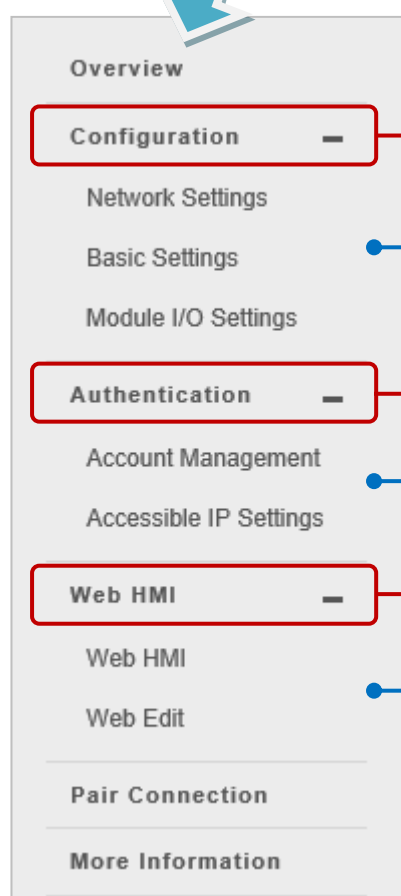 Overview
Configuration
Network Settings
Basic Settings
Module I/O Settings
Authentication
Account Management
Accessible IP Settings
Web HMI
Web HMI
Web Edit
Pair Connection
More Information